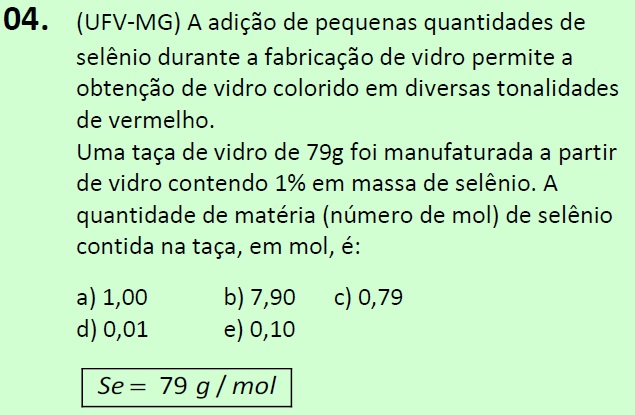 04. (UFV-MG) A adição de pequenas quantidades de
selênio durante a fabricação de vidro permite a
obtenção de vidro colorido em diversas tonalidades
de vermelho.
Uma taça de vidro de 79g foi manufaturada a partir
de vidro contendo 1% em massa de selênio. A
quantidade de matéria (número de mol) de selênio
contida na taça, em mol, é:
a) 1,00 b) 7,90 c) 0,79
d) 0,01 e) 0,10
Se = 79 g / mol